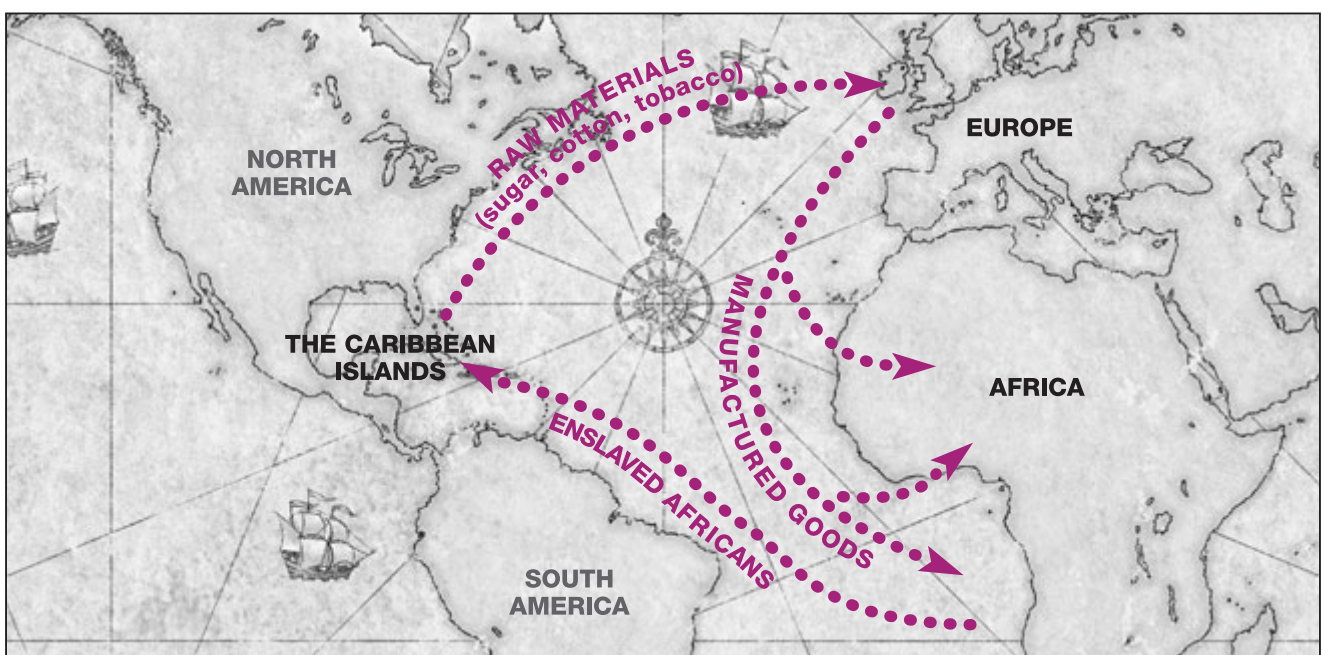 RAW MATERIALS
(sugar, cotton, tobacco)
EUROPE
NORTH
AMERICA
MANUFACTURED GOODS
THE CARIBBEAN
ISLANDS
AFRICA
ENSLAVED AFRICANS
SOUTH
AMERICA